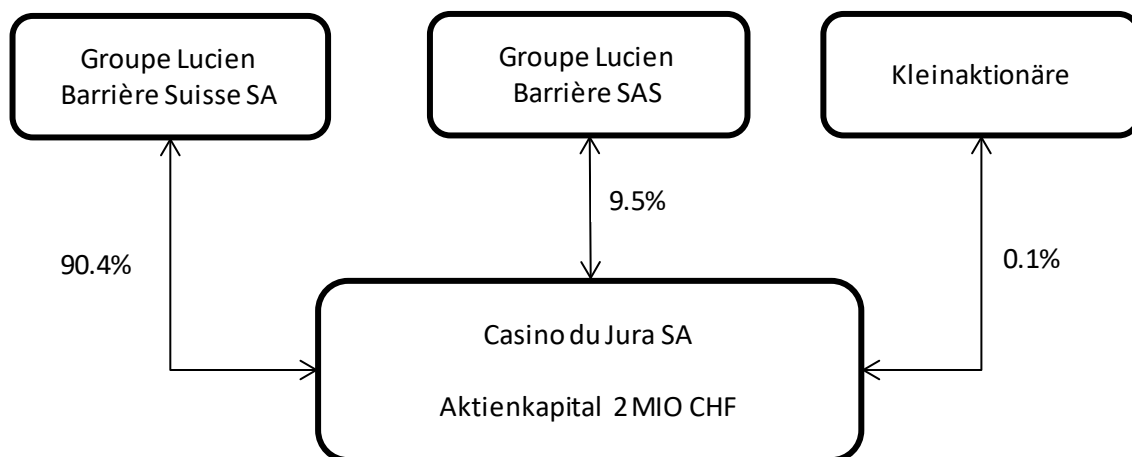 Groupe Lucien
Barrière Suisse SA
Groupe Lucien
Barrière SAS
Kleinaktionäre
90.4%
9.5%
0.1%
Casino du Jura SA
Aktienkapital 2 MIO CHF